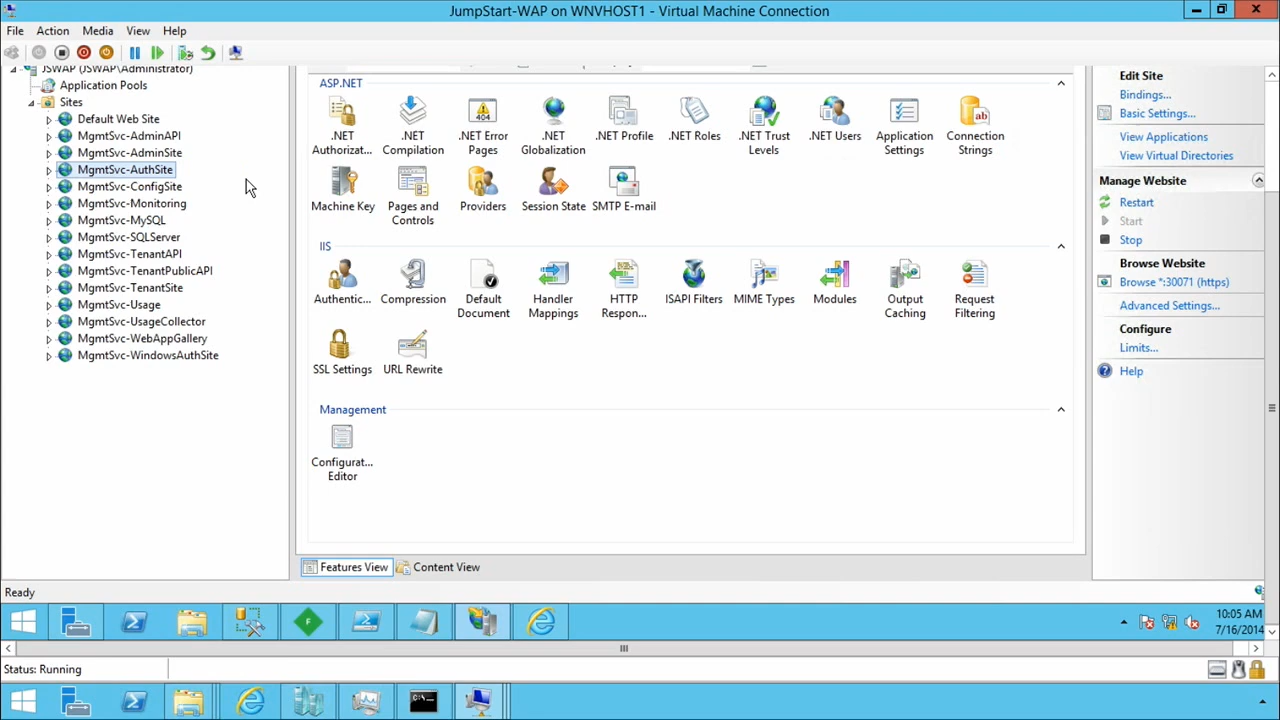 JumpStart-WAP on WNVHOST1 - Virtual Machine Connection
File Action Media View Help
JSWAP (JSWAP\Administrator)
Application Pools
Sites
Default Web Site
MgmtSvc-AdminAPI
MgmtSvc-AdminSite
MgmtSvc-AuthSite
MgmtSvc-ConfigSite
MgmtSvc-Monitoring
MgmtSvc-MySQL
MgmtSvc-SQLServer
MgmtSvc-TenantAPI
MgmtSvc-TenantPublicAPI
MgmtSvc-TenantSite
MgmtSvc-Usage
MgmtSvc-UsageCollector
MgmtSvc-WebAppGallery
MgmtSvc-WindowsAuthSite
ASP.NET
.NET Authorizat...
.NET Compilation
.NET Error Pages
.NET Globalization
.NET Profile
.NET Roles
.NET Trust Levels
.NET Users
Application Settings
Connection Strings
Machine Key
Pages and Controls
Providers
Session State
SMTP E-mail
IIS
Authentic...
Compression
Default Document
Handler Mappings
HTTP Respon...
ISAPI Filters
MIME Types
Modules
Output Caching
Request Filtering
SSL Settings
URL Rewrite
Management
Configurat... Editor
Features View
Content View
Edit Site
Bindings...
Basic Settings...
View Applications
View Virtual Directories
Manage Website
Restart
Start
Stop
Browse Website
Browse *:30071 (https)
Advanced Settings...
Configure
Limits...
Help
Ready
10:05 AM
7/16/2014
Status: Running